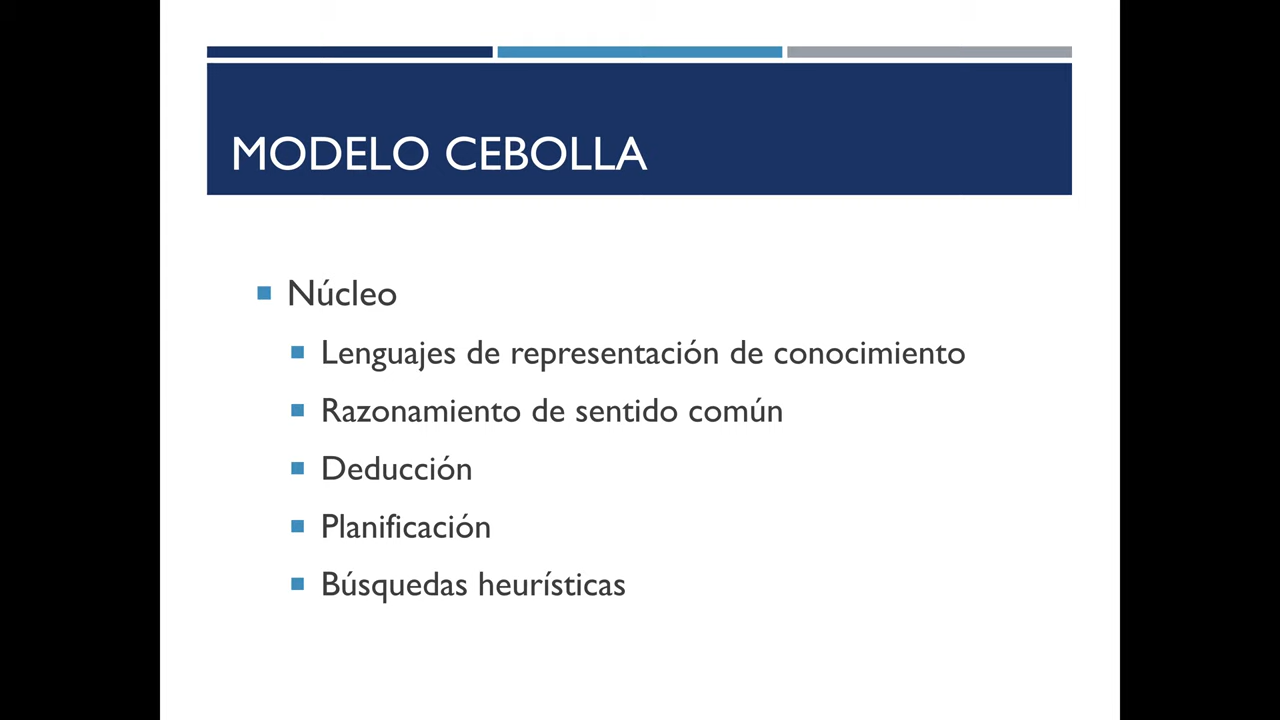 MODELO CEBOLLA
Núcleo
Lenguajes de representación de conocimiento
Razonamiento de sentido común
Deducción
Planificación
Búsquedas heurísticas